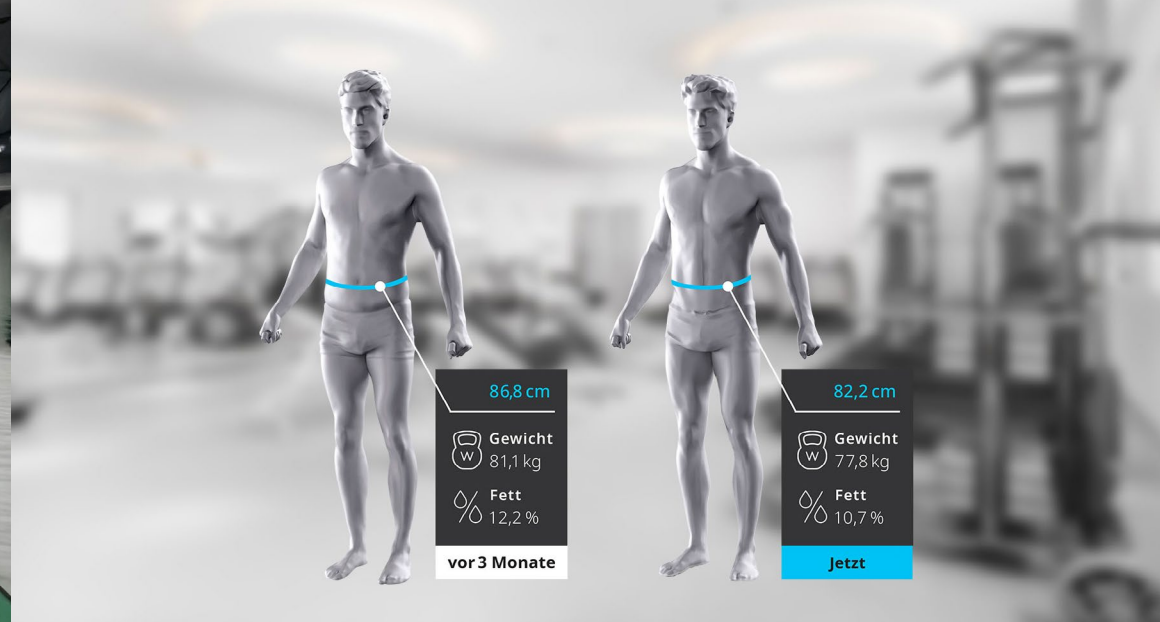 86,8 cm
Gewicht
W
81,1 kg
Fett
12,2 %
vor 3 Monate
82,2 cm
Gewicht
W
77,8 kg
Fett
10,7 %
Jetzt